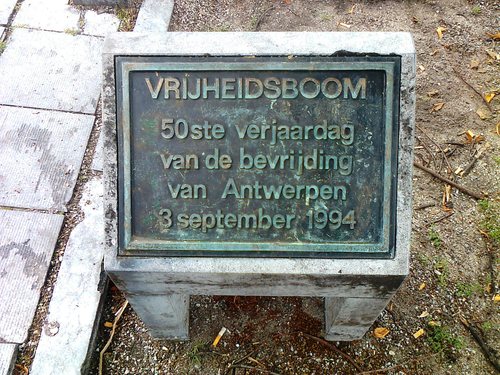 VRIJHEIDSBOOM
50ste verjaardag
van de bevrijding
van Antwerpen
3 september 1994